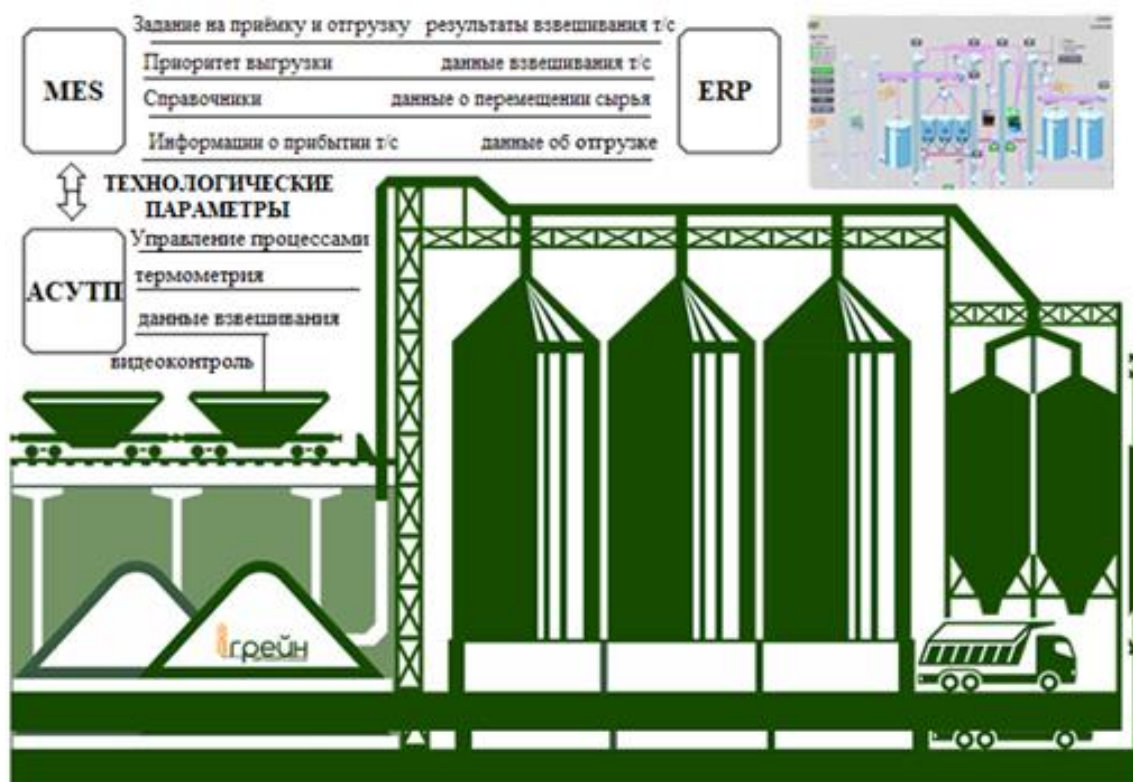 Задание на приёмку и отгрузку результаты взвешивания т/с
MES
Приоритет выгрузки данные взвешивания т/с
ERP
Справочники данные о перемещении сырья
Информации о прибытии т/с данные об отгрузке
ТЕХНОЛОГИЧЕСКИЕ
ПАРАМЕТРЫ
АСУТП
Управление процессами
термометрия
данные взвешивания
видеоконтроль
грейн